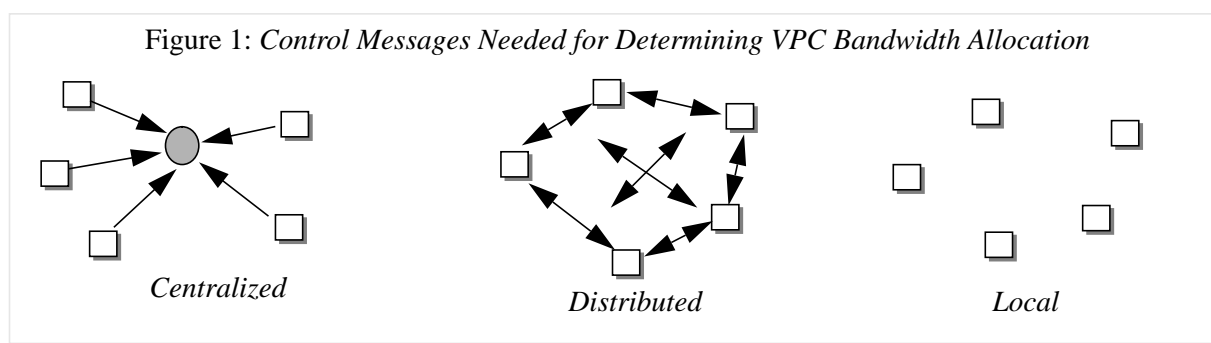 Figure 1: Control Messages Needed for Determining VPC Bandwidth Allocation
Centralized
Distributed
Local